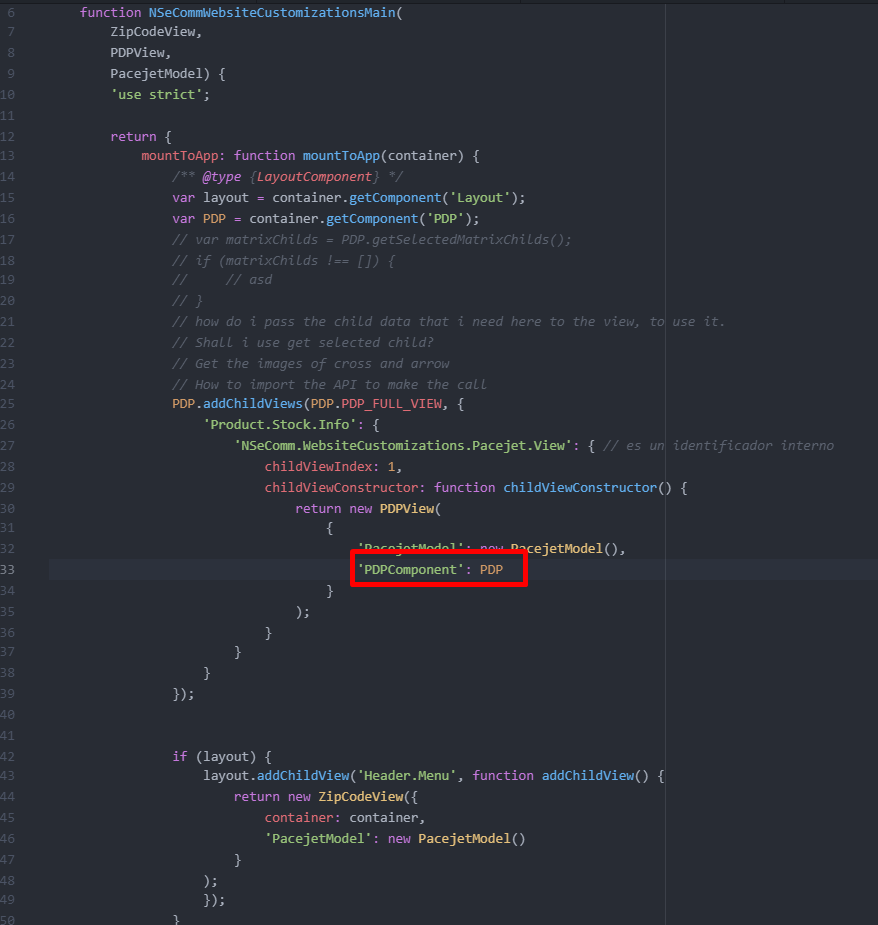 6 function NSeCommWebsiteCustomizationsMain(
7 ZipCodeView,
8 PDPView,
9 PacejetModel) {
10 'use strict';
11
12 return {
13 mountToApp: function mountToApp(container) {
14 /** @type {LayoutComponent} */
15 var layout = container.getComponent('Layout');
16 var PDP = container.getComponent('PDP');
17 // var matrixChilds = PDP.getSelectedMatrixChilds();
18 // if (matrixChilds !== []) {
19 // // asd
20 // }
21 // how do i pass the child data that i need here to the view, to use it.
22 // Shall i use get selected child?
23 // Get the images of cross and arrow
24 // How to import the API to make the call
25 PDP.addChildViews(PDP.PDP_FULL_VIEW, {
26 'Product.Stock.Info': {
27 'NSeComm.WebsiteCustomizations.Pacejet.View': { // es un identificador interno
28 childViewIndex: 1,
29 childViewConstructor: function childViewConstructor() {
30 return new PDPView(
31 {
32 'PacejetModel': new PacejetModel(),
33 'PDPComponent': PDP
34 }
35 );
36 }
37 }
38 }
39 });
40
41
42 if (layout) {
43 layout.addChildView('Header.Menu', function addChildView() {
44 return new ZipCodeView({
45 container: container,
46 'PacejetModel': new PacejetModel()
47 }
48 );
49 });
50 }